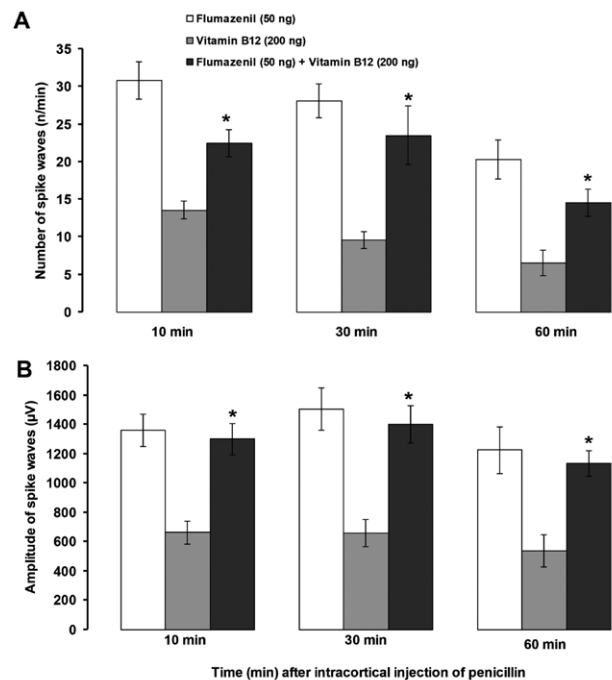 A
Flumazenil (50 ng)
Vitamin B12 (200 ng)
Flumazenil (50 ng) + Vitamin B12 (200 ng)
Number of spike waves (n/min)
35
30
25
20
15
10
5
0
*
*
*
10 min
30 min
60 min
B
Amplitude of spike waves (µV)
1800
1600
1400
1200
1000
800
600
400
200
0
*
*
*
10 min
30 min
60 min
Time (min) after intracortical injection of penicillin